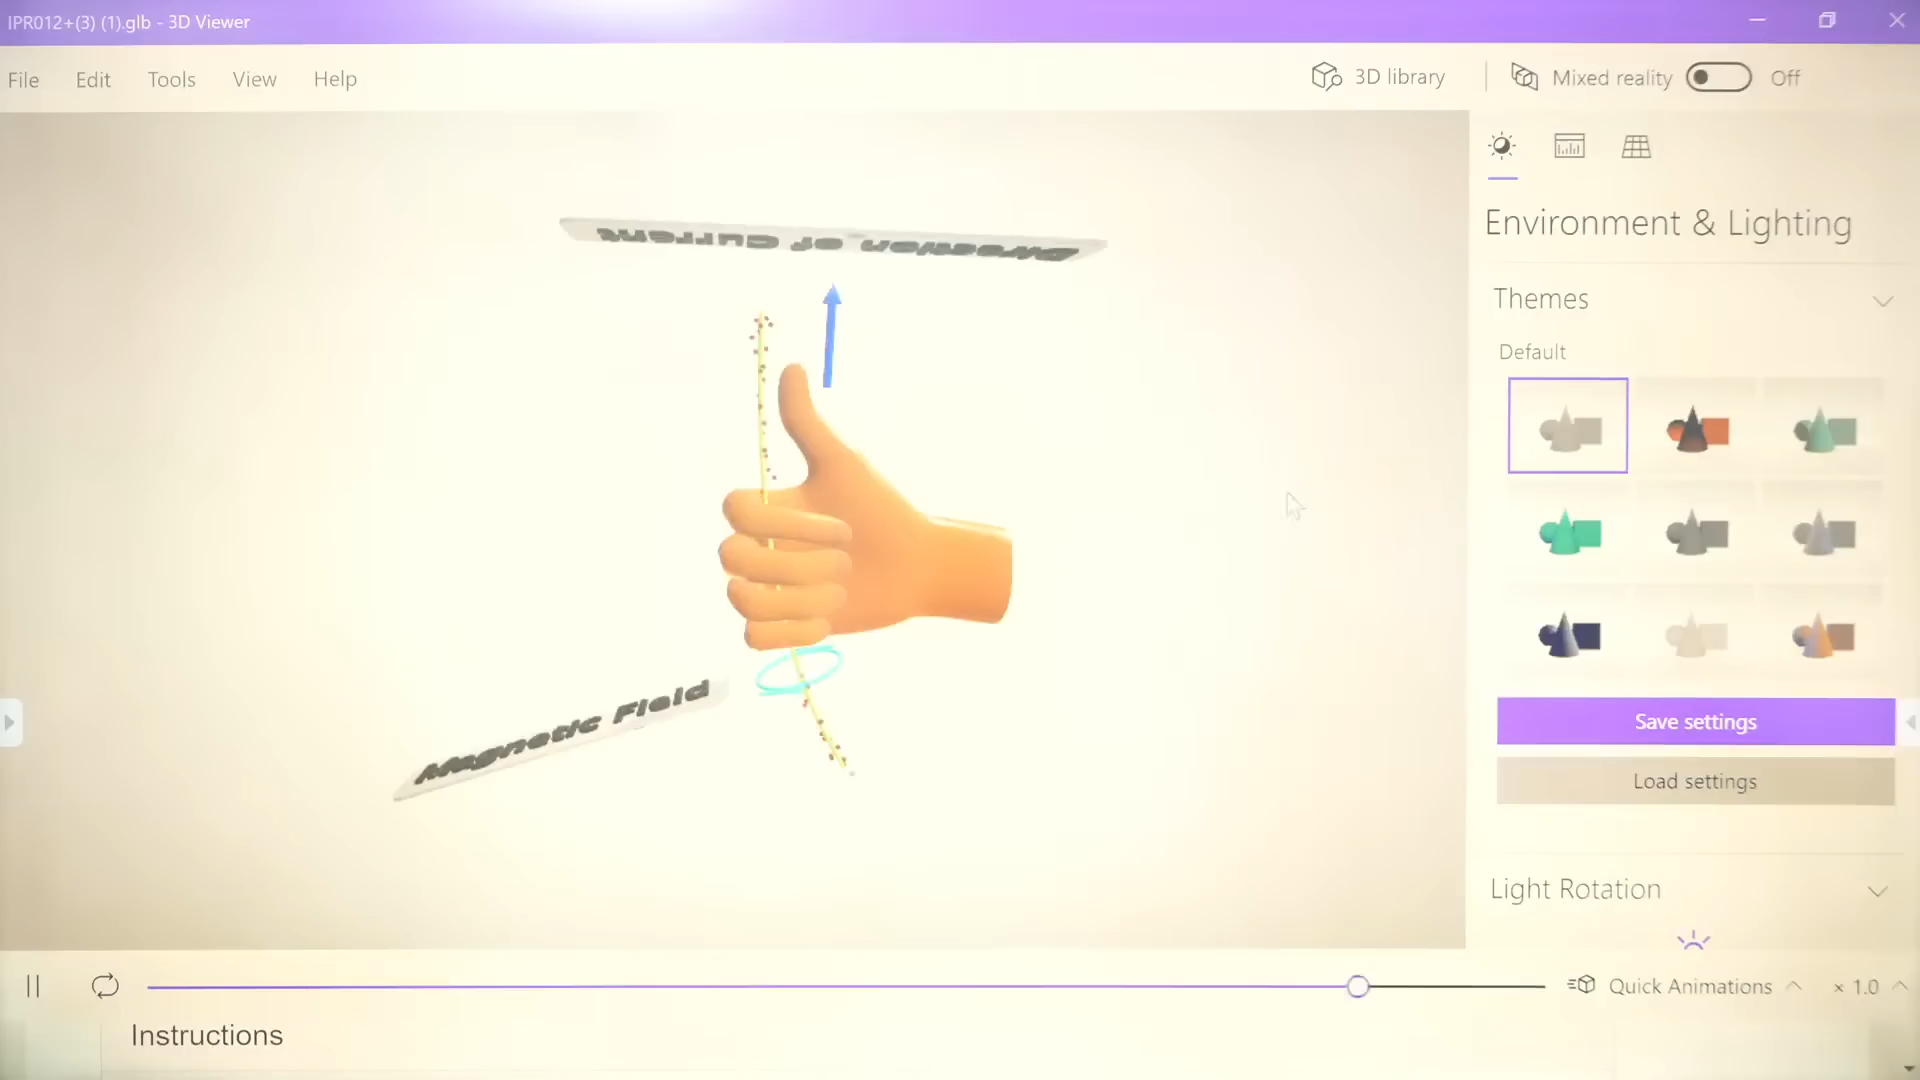 IPR012+(3) (1).glb - 3D Viewer
File Edit Tools View Help
3D library
Mixed reality Off
Environment & Lighting
Themes
Default
Direction of Current
Magnetic Field
Save settings
Load settings
Light Rotation
Quick Animations × 1.0
Instructions